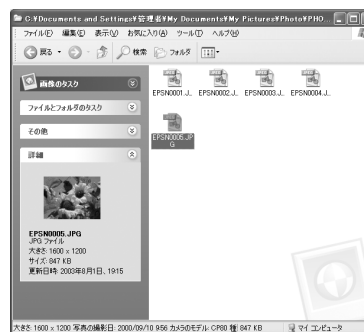 C:¥Documents and Settings¥管理者¥My Documents¥My Pictures¥Photo¥PHO...
ファイル(F) 編集(E) 表示(V) お気に入り(A) ツール(T) ヘルプ(H)
戻る 検索 フォルダ
画像のタスク
ファイルとフォルダのタスク
その他
詳細
EPSN0005.JPG
JPG ファイル
大きさ: 1600 x 1200
サイズ: 847 KB
更新日時: 2003年8月1日、19:15
EPSN0001.J... EPSN0002.J... EPSN0003.J... EPSN0004.J...
EPSN0005.JP
G
大きさ: 1600 x 1200 写真の撮影日: 2000/09/10 9:56 カメラのモデル: CP80 種 847 KB マイ コンピュータ